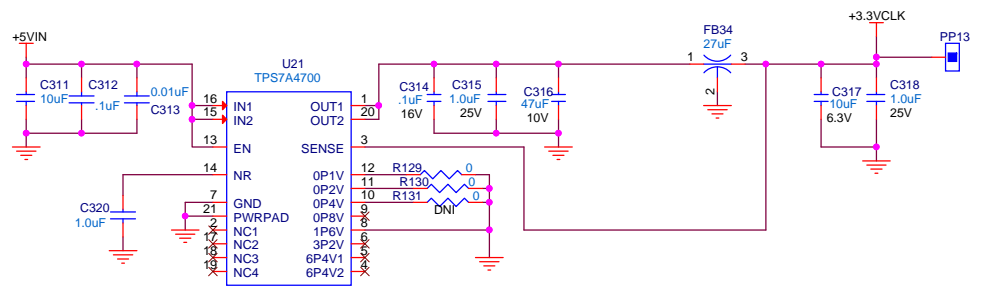 +5VIN
C311
10uF
C312
.1uF
0.01uF
C313
U21
TPS7A4700
16
IN1
15
IN2
13
EN
14
NR
7
GND
21
PWRPAD
2
NC1
17
NC2
18
NC3
19
NC4
OUT1
1
OUT2
20
SENSE
3
0P1V
12
0P2V
11
0P4V
10
0P8V
9
1P6V
8
3P2V
6
6P4V1
5
6P4V2
4
C320
1.0uF
R129
0
R130
0
R131
0
DNI
C314
.1uF
16V
C315
1.0uF
25V
C316
47uF
10V
FB34
27uF
1
3
2
+3.3VCLK
PP13
C317
10uF
6.3V
C318
1.0uF
25V